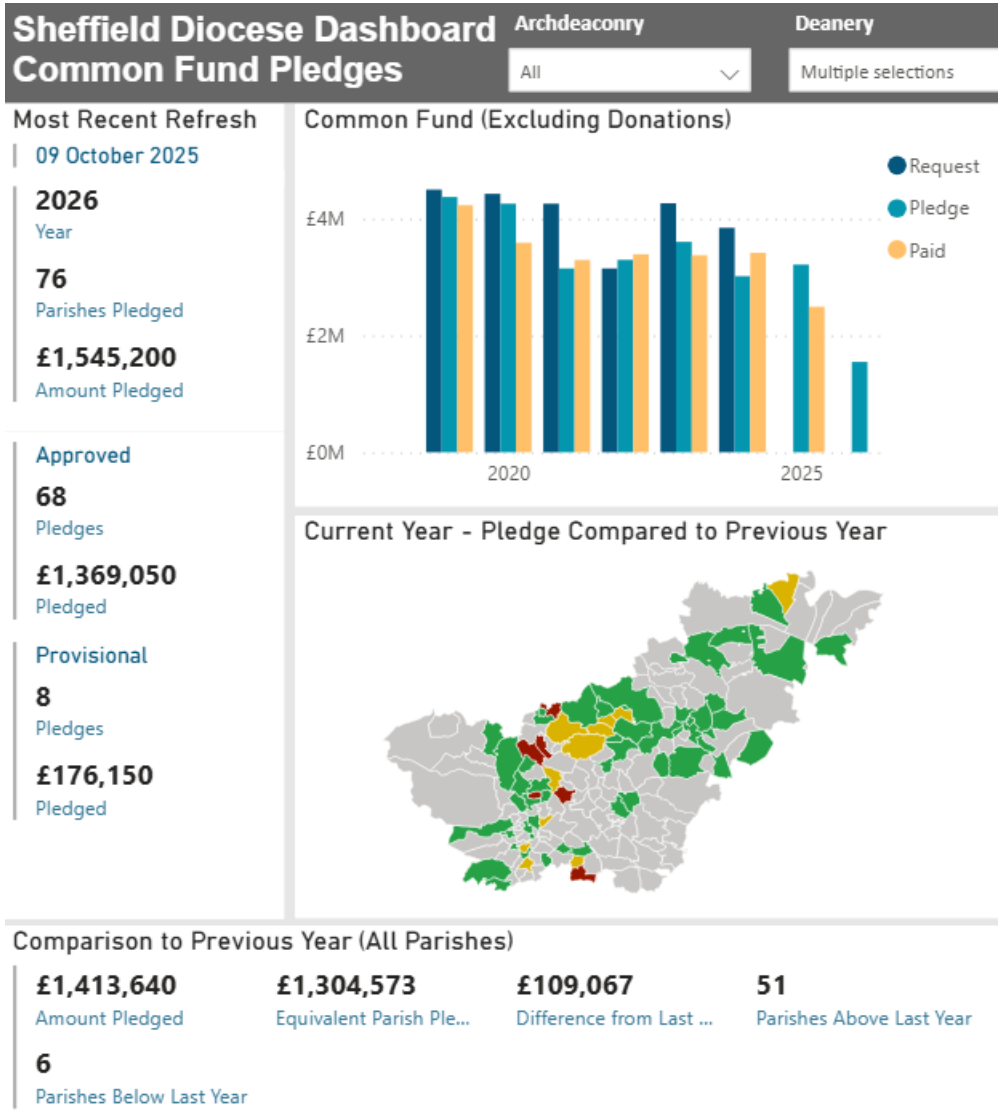 Sheffield Diocese Dashboard
Common Fund Pledges
Archdeaconry
All
Deanery
Multiple selections
Most Recent Refresh
09 October 2025
2026
Year
76
Parishes Pledged
£1,545,200
Amount Pledged
Approved
68
Pledges
£1,369,050
Pledged
Provisional
8
Pledges
£176,150
Pledged
Common Fund (Excluding Donations)
£4M
£2M
£0M
2020
2025
Request
Pledge
Paid
Current Year - Pledge Compared to Previous Year
Comparison to Previous Year (All Parishes)
£1,413,640
Amount Pledged
£1,304,573
Equivalent Parish Ple...
£109,067
Difference from Last ...
51
Parishes Above Last Year
6
Parishes Below Last Year